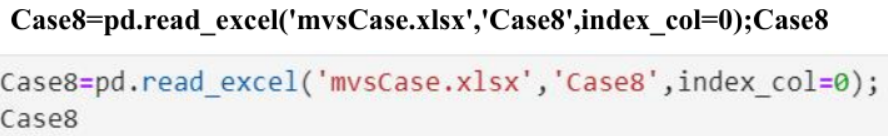 Case8=pd.read_excel('mvsCase.xlsx','Case8',index_col=0);Case8
Case8=pd.read_excel('mvsCase.xlsx','Case8',index_col=0);
Case8